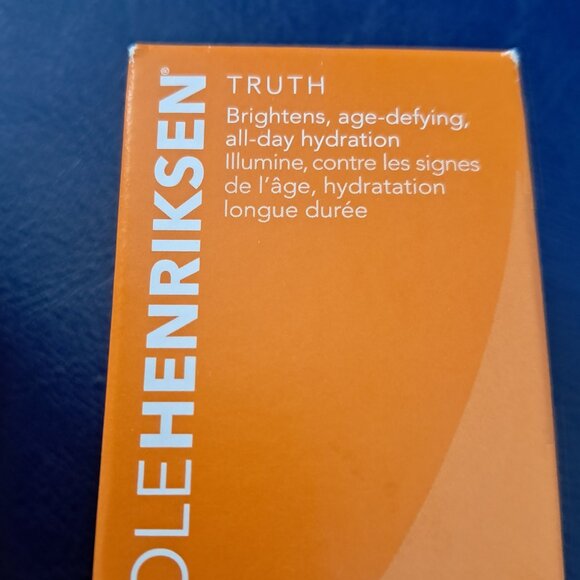 TRUTH
Brightens, age-defying,
all-day hydration
Illumine, contre les signes
de l'âge, hydratation
longue durée
OLEHENRIKSEN®